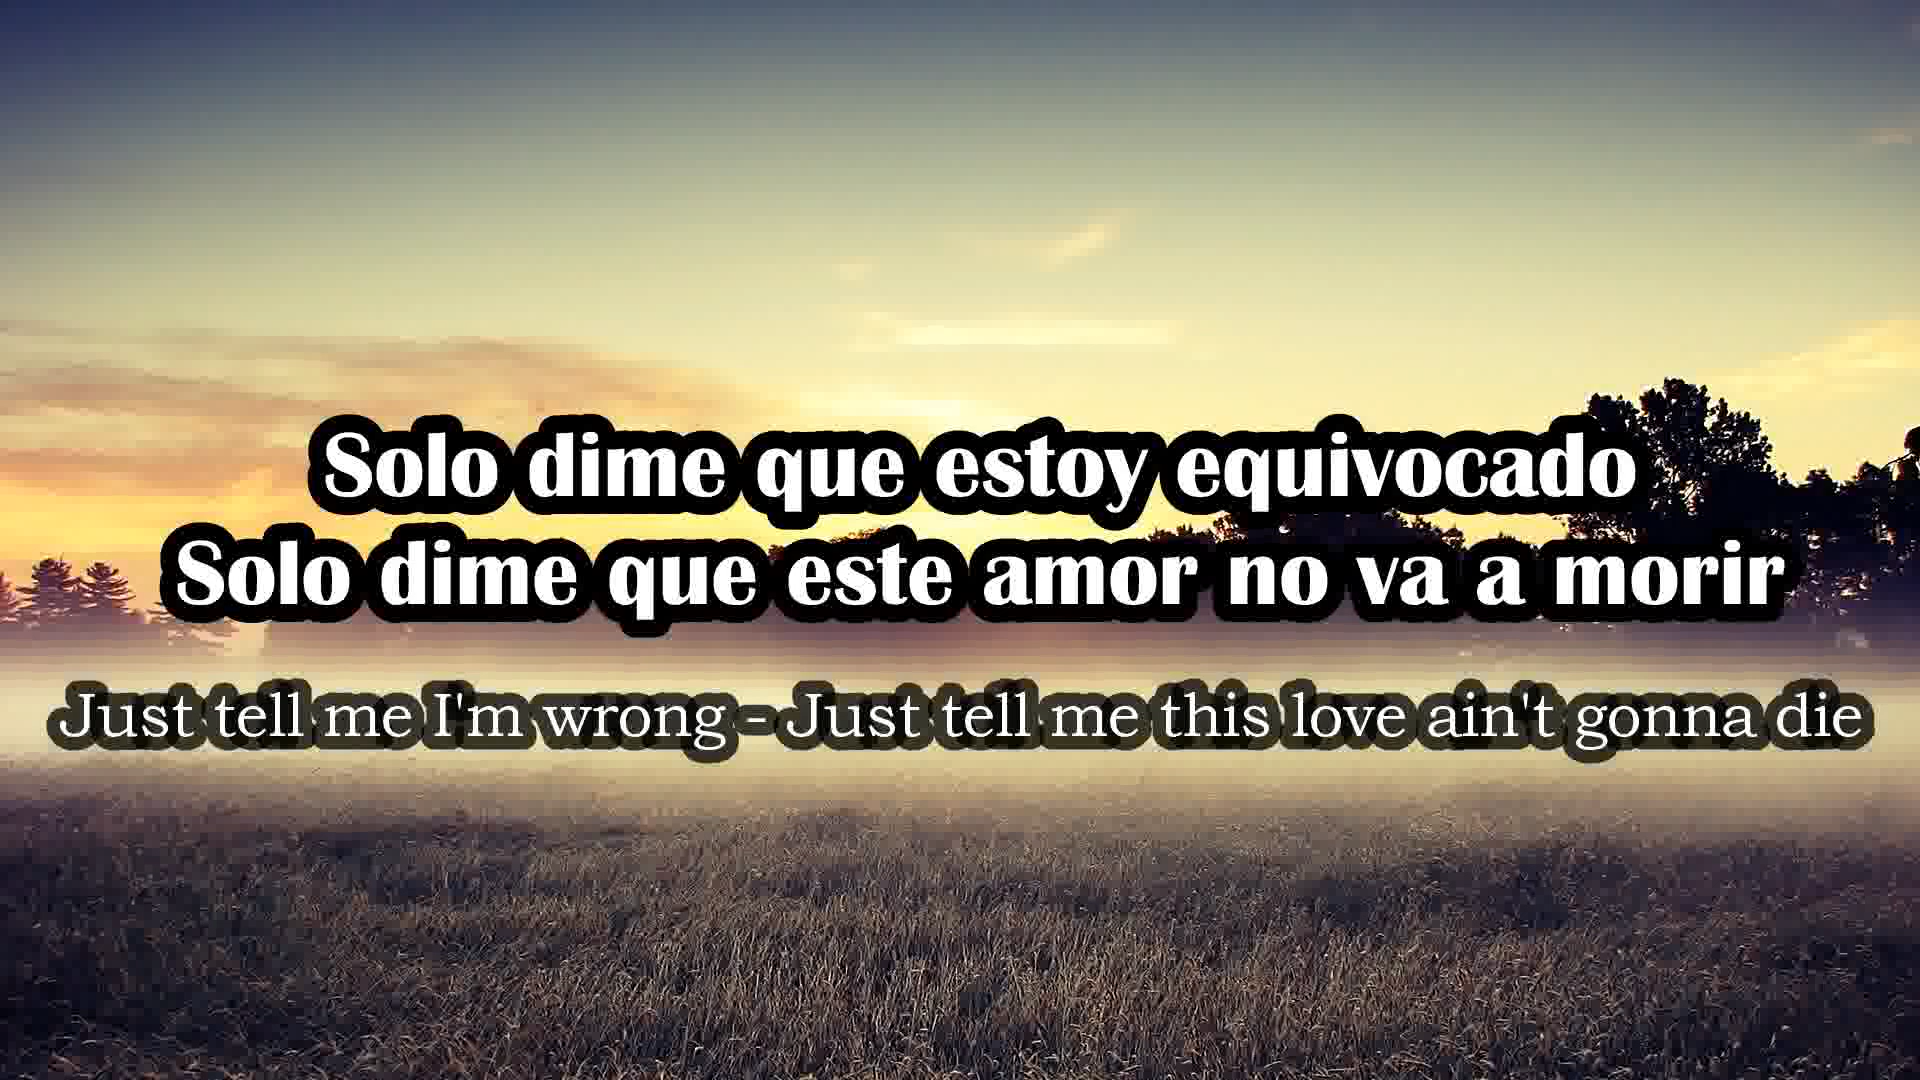 Solo dime que estoy equivocado
Solo dime que este amor no va a morir
Just tell me I'm wrong - Just tell me this love ain't gonna die